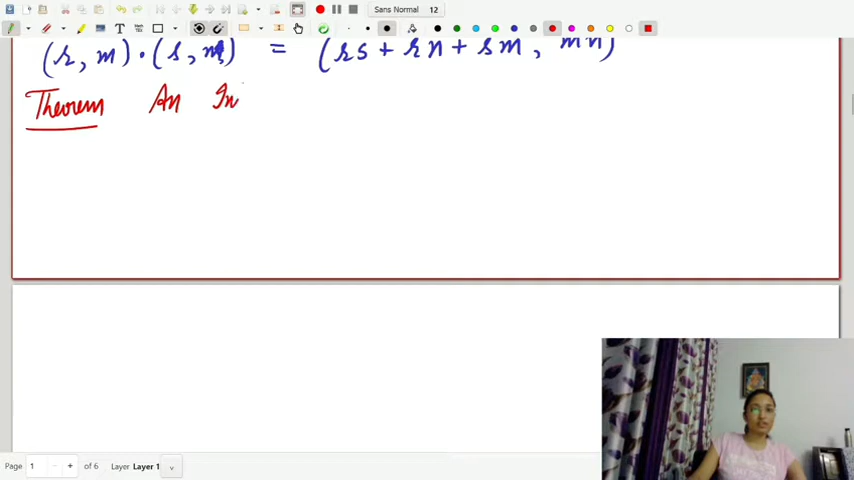 Sans Normal 12
(r, m) · (s, n) = (rs + rn + sm, mn)
Theorem An In
Page 1 of 6 Layer Layer 1